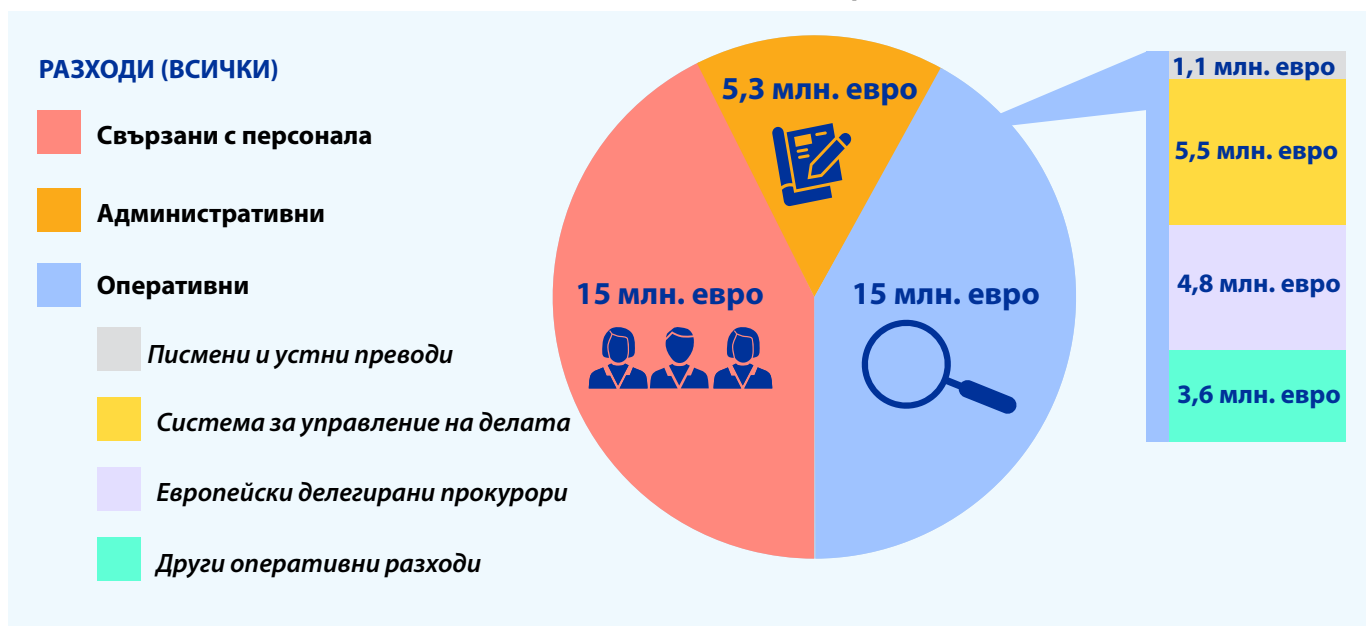 РАЗХОДИ (ВСИЧКИ)
Свързани с персонала
Административни
Оперативни
Писмени и устни преводи
Система за управление на делата
Европейски делегирани прокурори
Други оперативни разходи
5,3 млн. евро
15 млн. евро
15 млн. евро
1,1 млн. евро
5,5 млн. евро
4,8 млн. евро
3,6 млн. евро